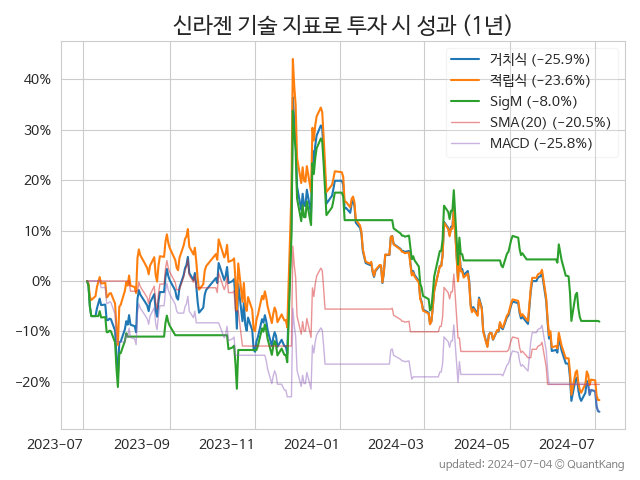 신라젠 기술 지표로 투자 시 성과 (1년)
거치식 (−25.9%)
적립식 (−23.6%)
SigM (−8.0%)
SMA(20) (−20.5%)
MACD (−25.8%)
40%
30%
20%
10%
0%
−10%
−20%
2023-07 2023-09 2023-11 2024-01 2024-03 2024-05 2024-07
updated: 2024-07-04 @ QuantKang